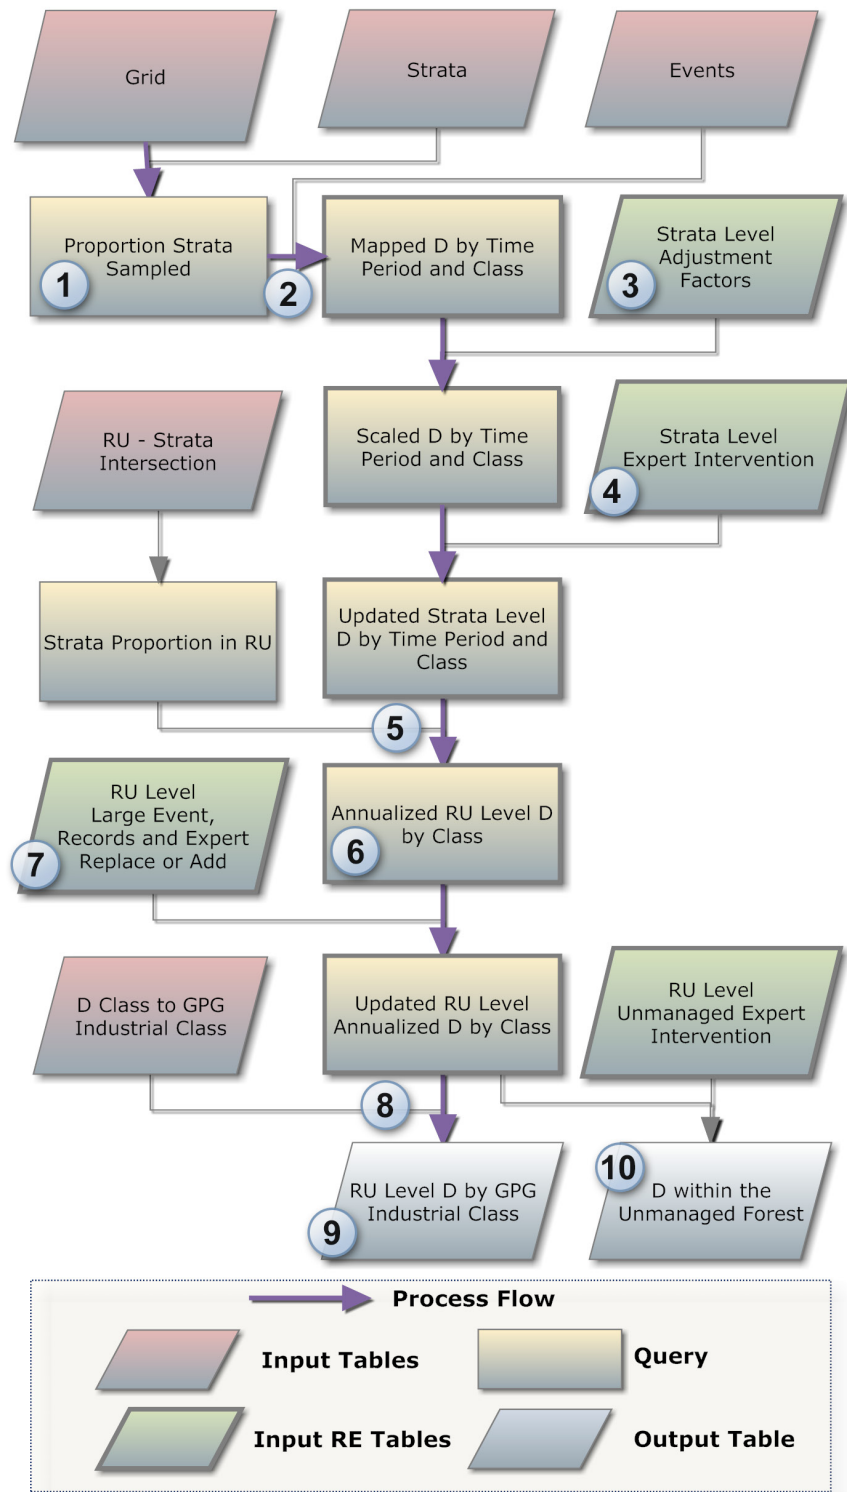 Grid
Strata
Events
Proportion Strata
Sampled
1
2
Mapped D by Time
Period and Class
Strata Level
Adjustment
Factors
3
RU - Strata
Intersection
Scaled D by Time
Period and Class
Strata Level
Expert Intervention
4
Strata Proportion in RU
Updated Strata Level
D by Time Period and
Class
5
RU Level
Large Event,
Records and Expert
Replace or Add
7
Annualized RU Level D
by Class
6
D Class to GPG
Industrial Class
Updated RU Level
Annualized D by Class
RU Level
Unmanaged Expert
Intervention
8
RU Level D by GPG
Industrial Class
9
10
D within the
Unmanaged Forest
Process Flow
Input Tables
Query
Input RE Tables
Output Table